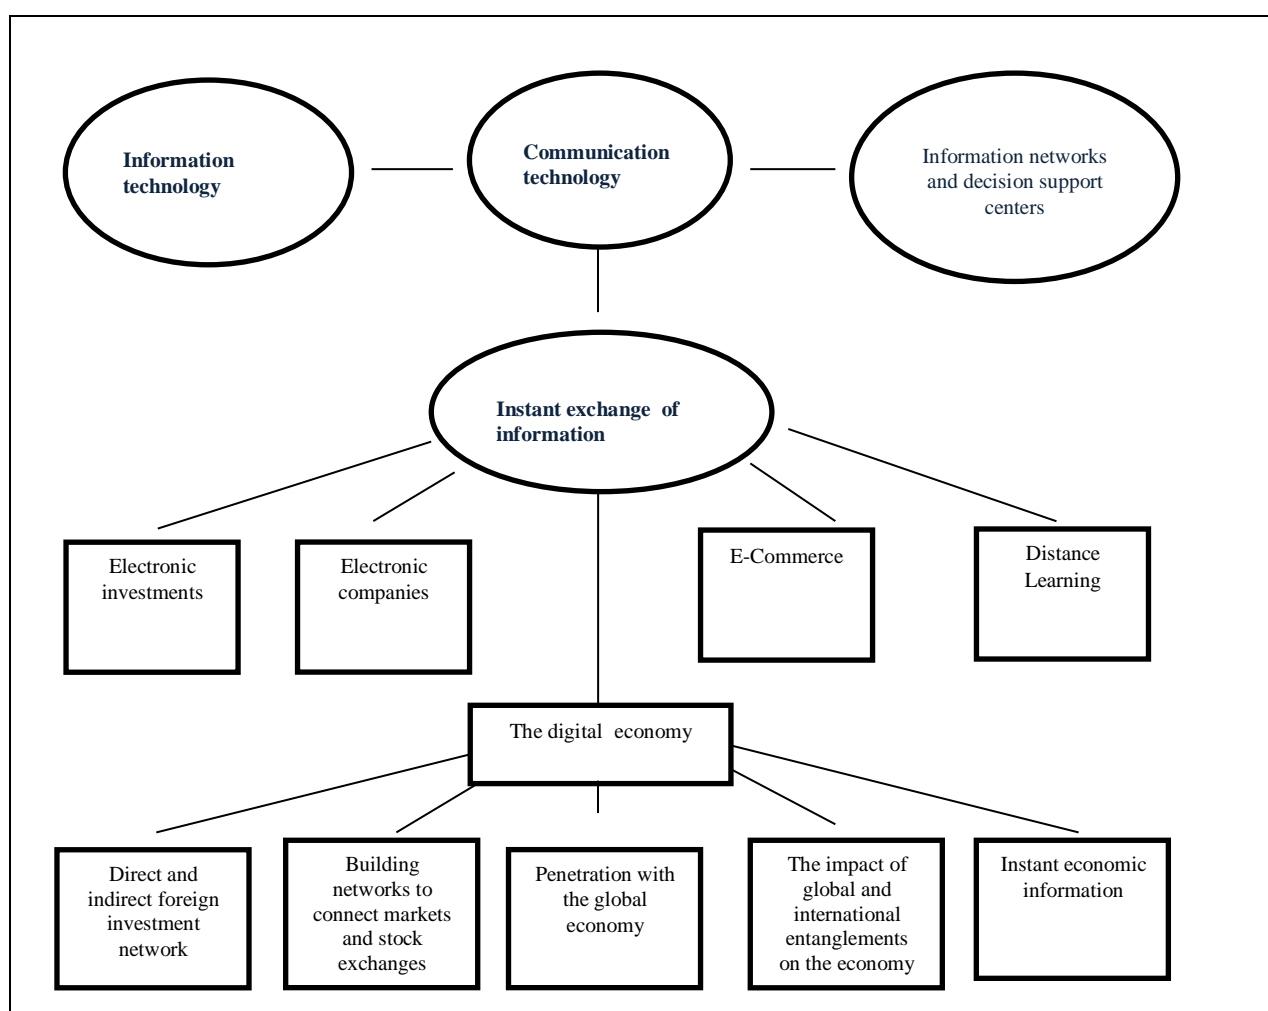 Information
technology
Communication
technology
Information networks
and decision support
centers
Instant exchange  of
information
Electronic
investments
Electronic
companies
E-Commerce
Distance
Learning
The digital  economy
Direct and
indirect foreign
investment
network
Building
networks to
connect markets
and stock
exchanges
Penetration with
the global
economy
The impact of
global and
international
entanglements
on the economy
Instant economic
information